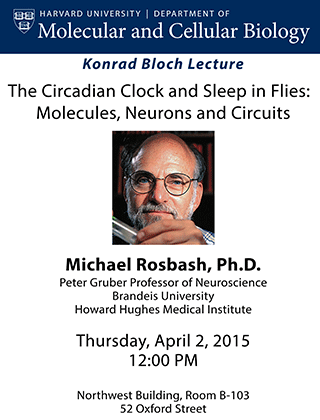 HARVARD UNIVERSITY | DEPARTMENT OF
Molecular and Cellular Biology
Konrad Bloch Lecture
The Circadian Clock and Sleep in Flies:
Molecules, Neurons and Circuits
Michael Rosbash, Ph.D.
Peter Gruber Professor of Neuroscience
Brandeis University
Howard Hughes Medical Institute
Thursday, April 2, 2015
12:00 PM
Northwest Building, Room B-103
52 Oxford Street